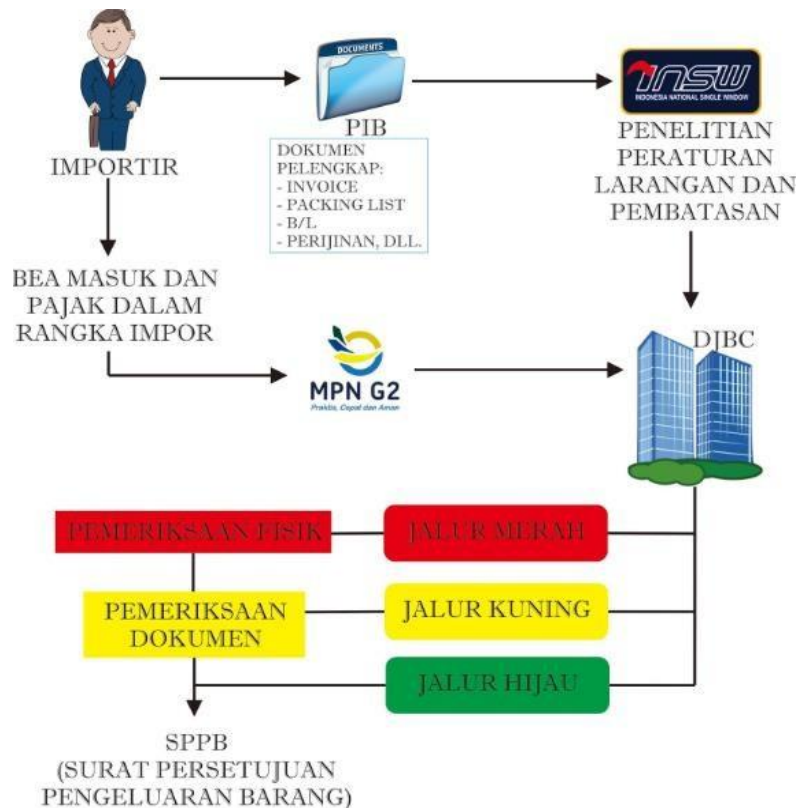 DOCUMENTS
INSW
INDONESIA NATIONAL SINGLE WINDOW
IMPORTIR
PIB
DOKUMEN
PELENGKAP:
- INVOICE
- PACKING LIST
- B/L
- PERIJINAN, DLL.
PENELITIAN
PERATURAN
LARANGAN DAN
PEMBATASAN
BEA MASUK DAN
PAJAK DALAM
RANGKA IMPOR
MPN G2
Praktis, Cepat dan Aman
DJBC
PEMERIKSAAN FISIK
JALUR MERAH
PEMERIKSAAN
DOKUMEN
JALUR KUNING
JALUR HIJAU
SPPB
(SURAT PERSETUJUAN
PENGELUARAN BARANG)